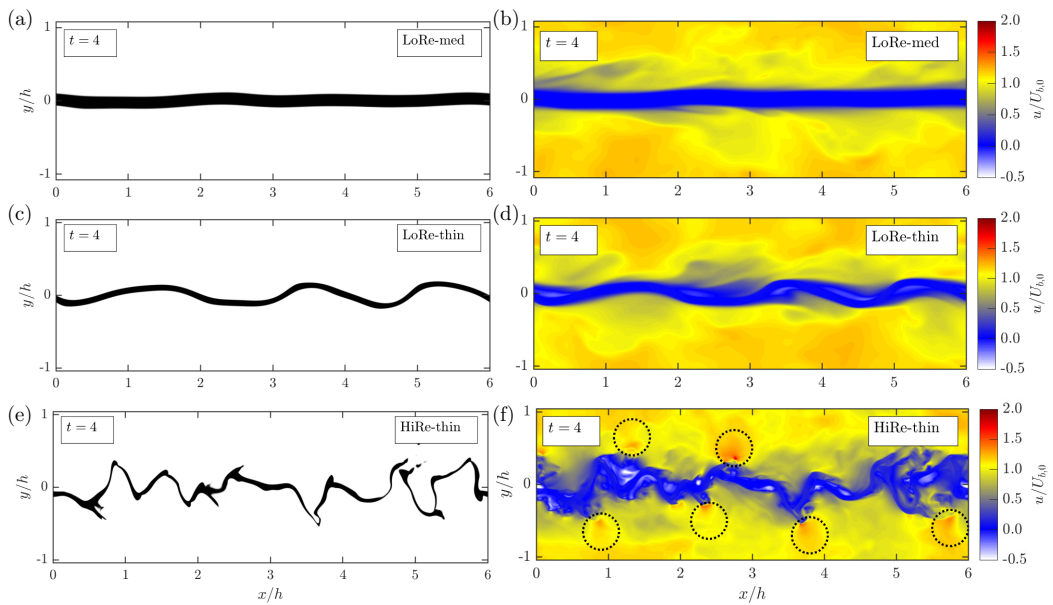 (a)
t = 4
LoRe-med
1
0
-1
y/h
0 1 2 3 4 5 6
(b)
t = 4
LoRe-med
1
0
-1
0 1 2 3 4 5 6
2.0
1.5
1.0
0.5
0.0
-0.5
u/U_{b,0}
(c)
t = 4
LoRe-thin
1
0
-1
y/h
0 1 2 3 4 5 6
(d)
t = 4
LoRe-thin
1
0
-1
y/h
0 1 2 3 4 5 6
2.0
1.5
1.0
0.5
0.0
-0.5
u/U_{b,0}
(e)
t = 4
HiRe-thin
1
0
-1
y/h
0 1 2 3 4 5 6
x/h
(f)
t = 4
HiRe-thin
1
0
-1
y/h
0 1 2 3 4 5 6
x/h
2.0
1.5
1.0
0.5
0.0
-0.5
u/U_{b,0}